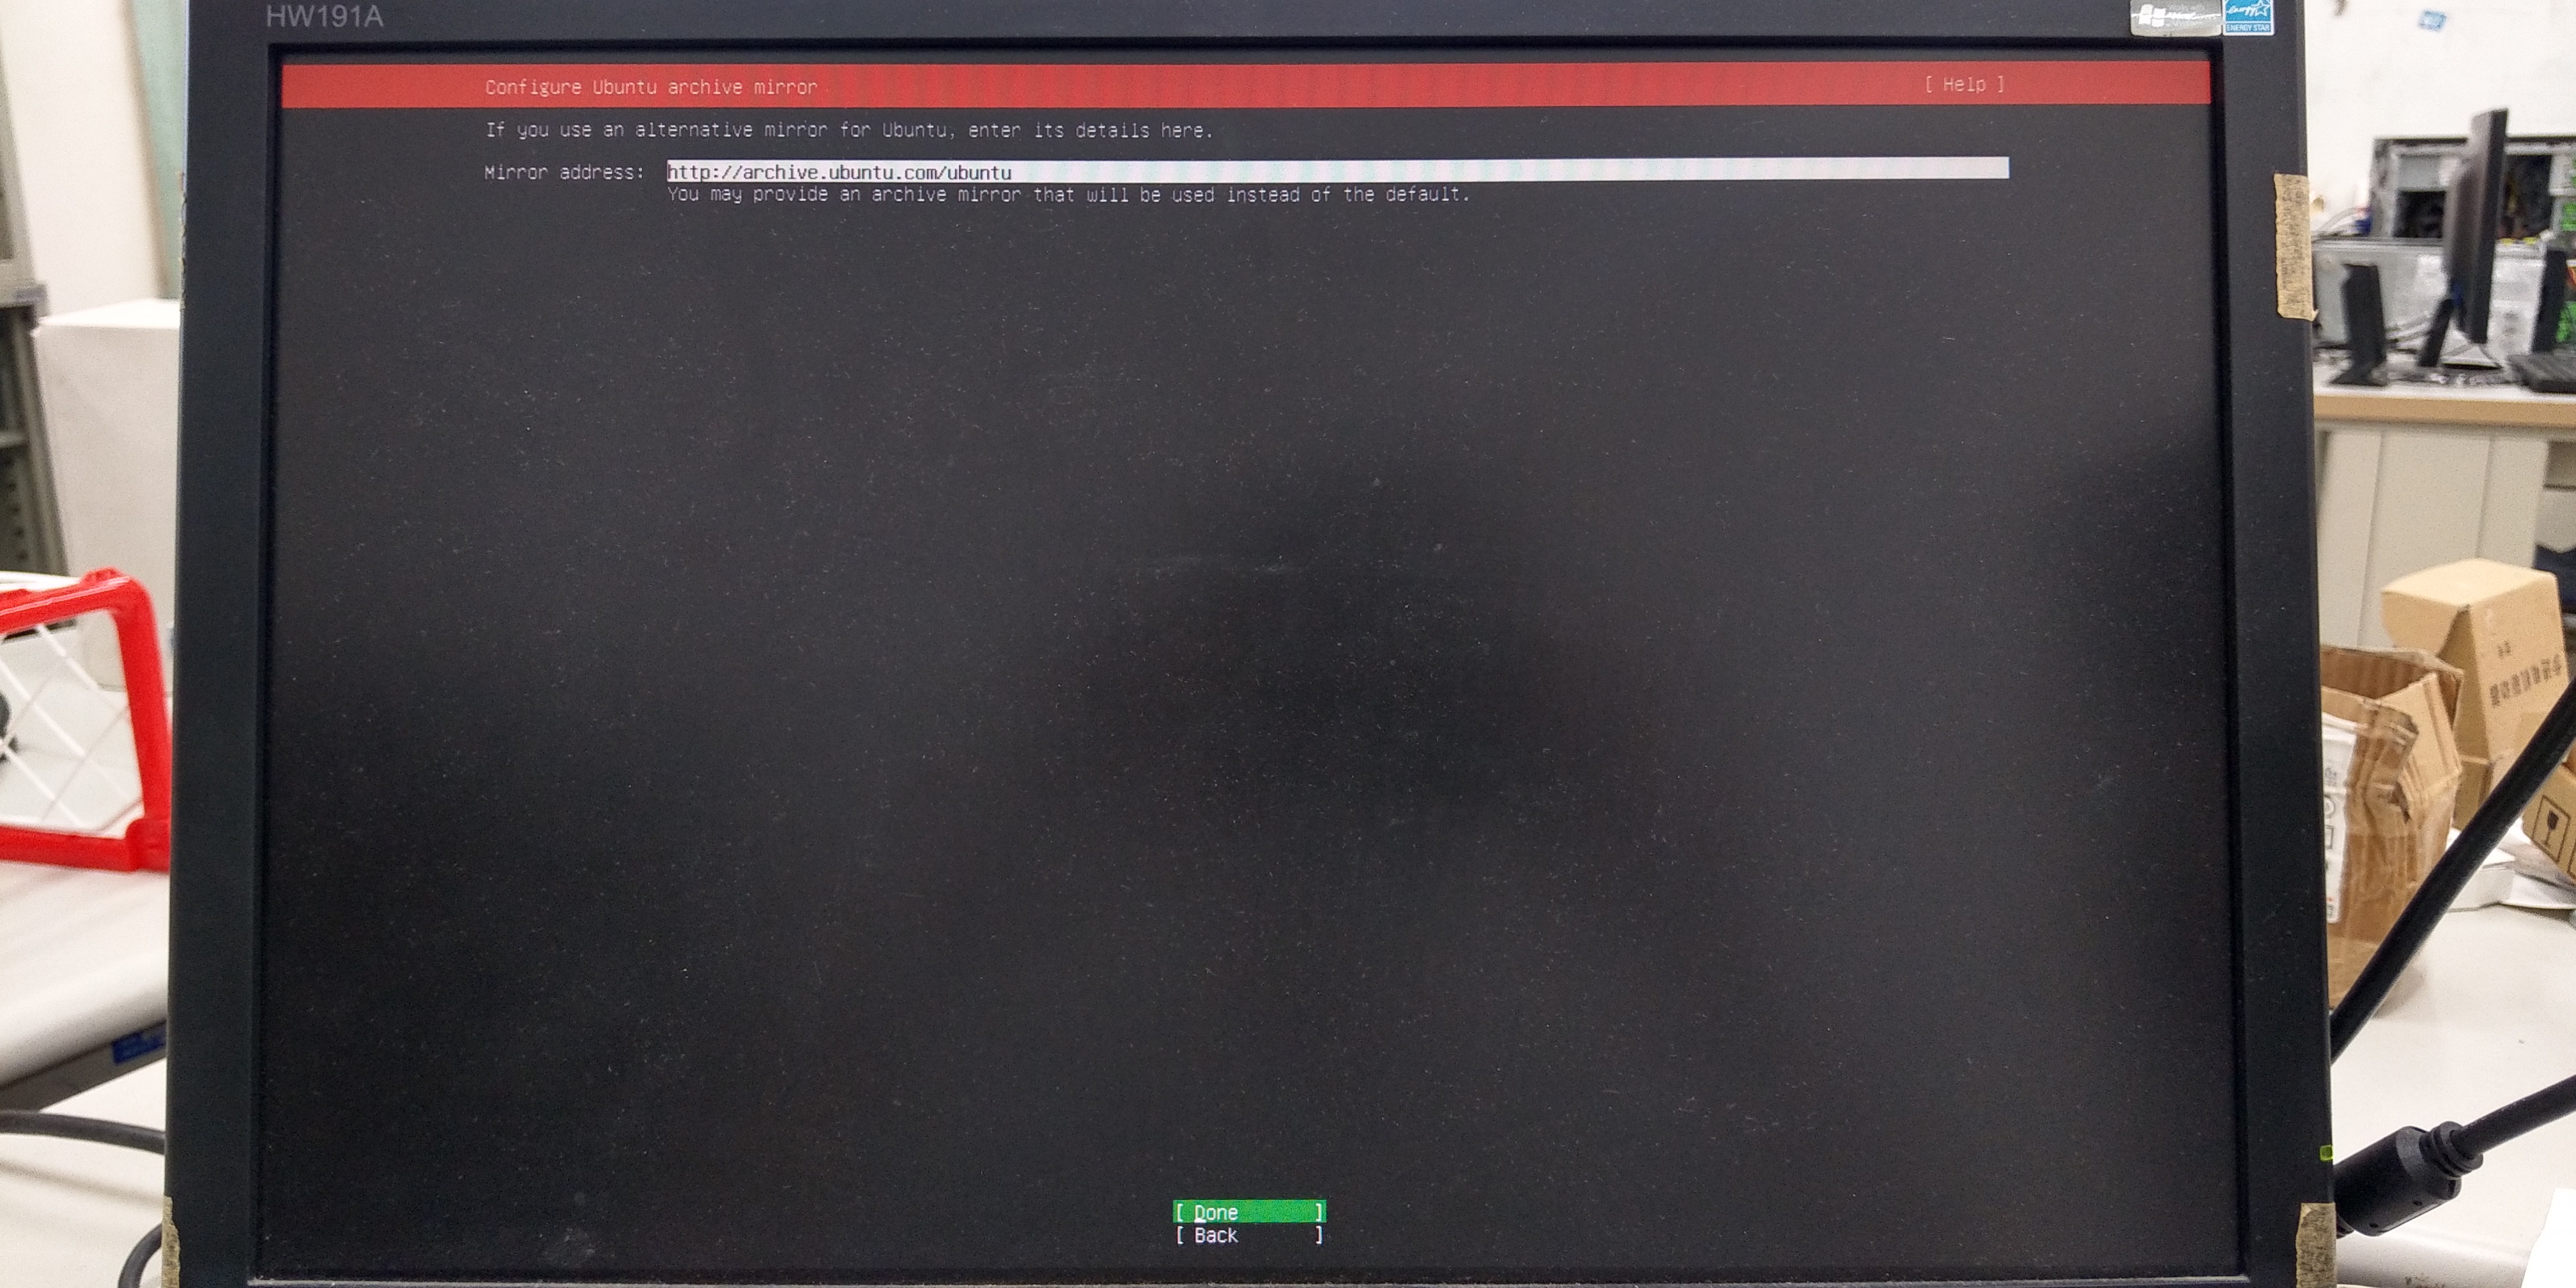 HW191A
ENERGY STAR
Configure Ubuntu archive mirror [ Help ]
If you use an alternative mirror for Ubuntu, enter its details here.
Mirror address: http://archive.ubuntu.com/ubuntu
You may provide an archive mirror that will be used instead of the default.
[ Done ]
[ Back ]